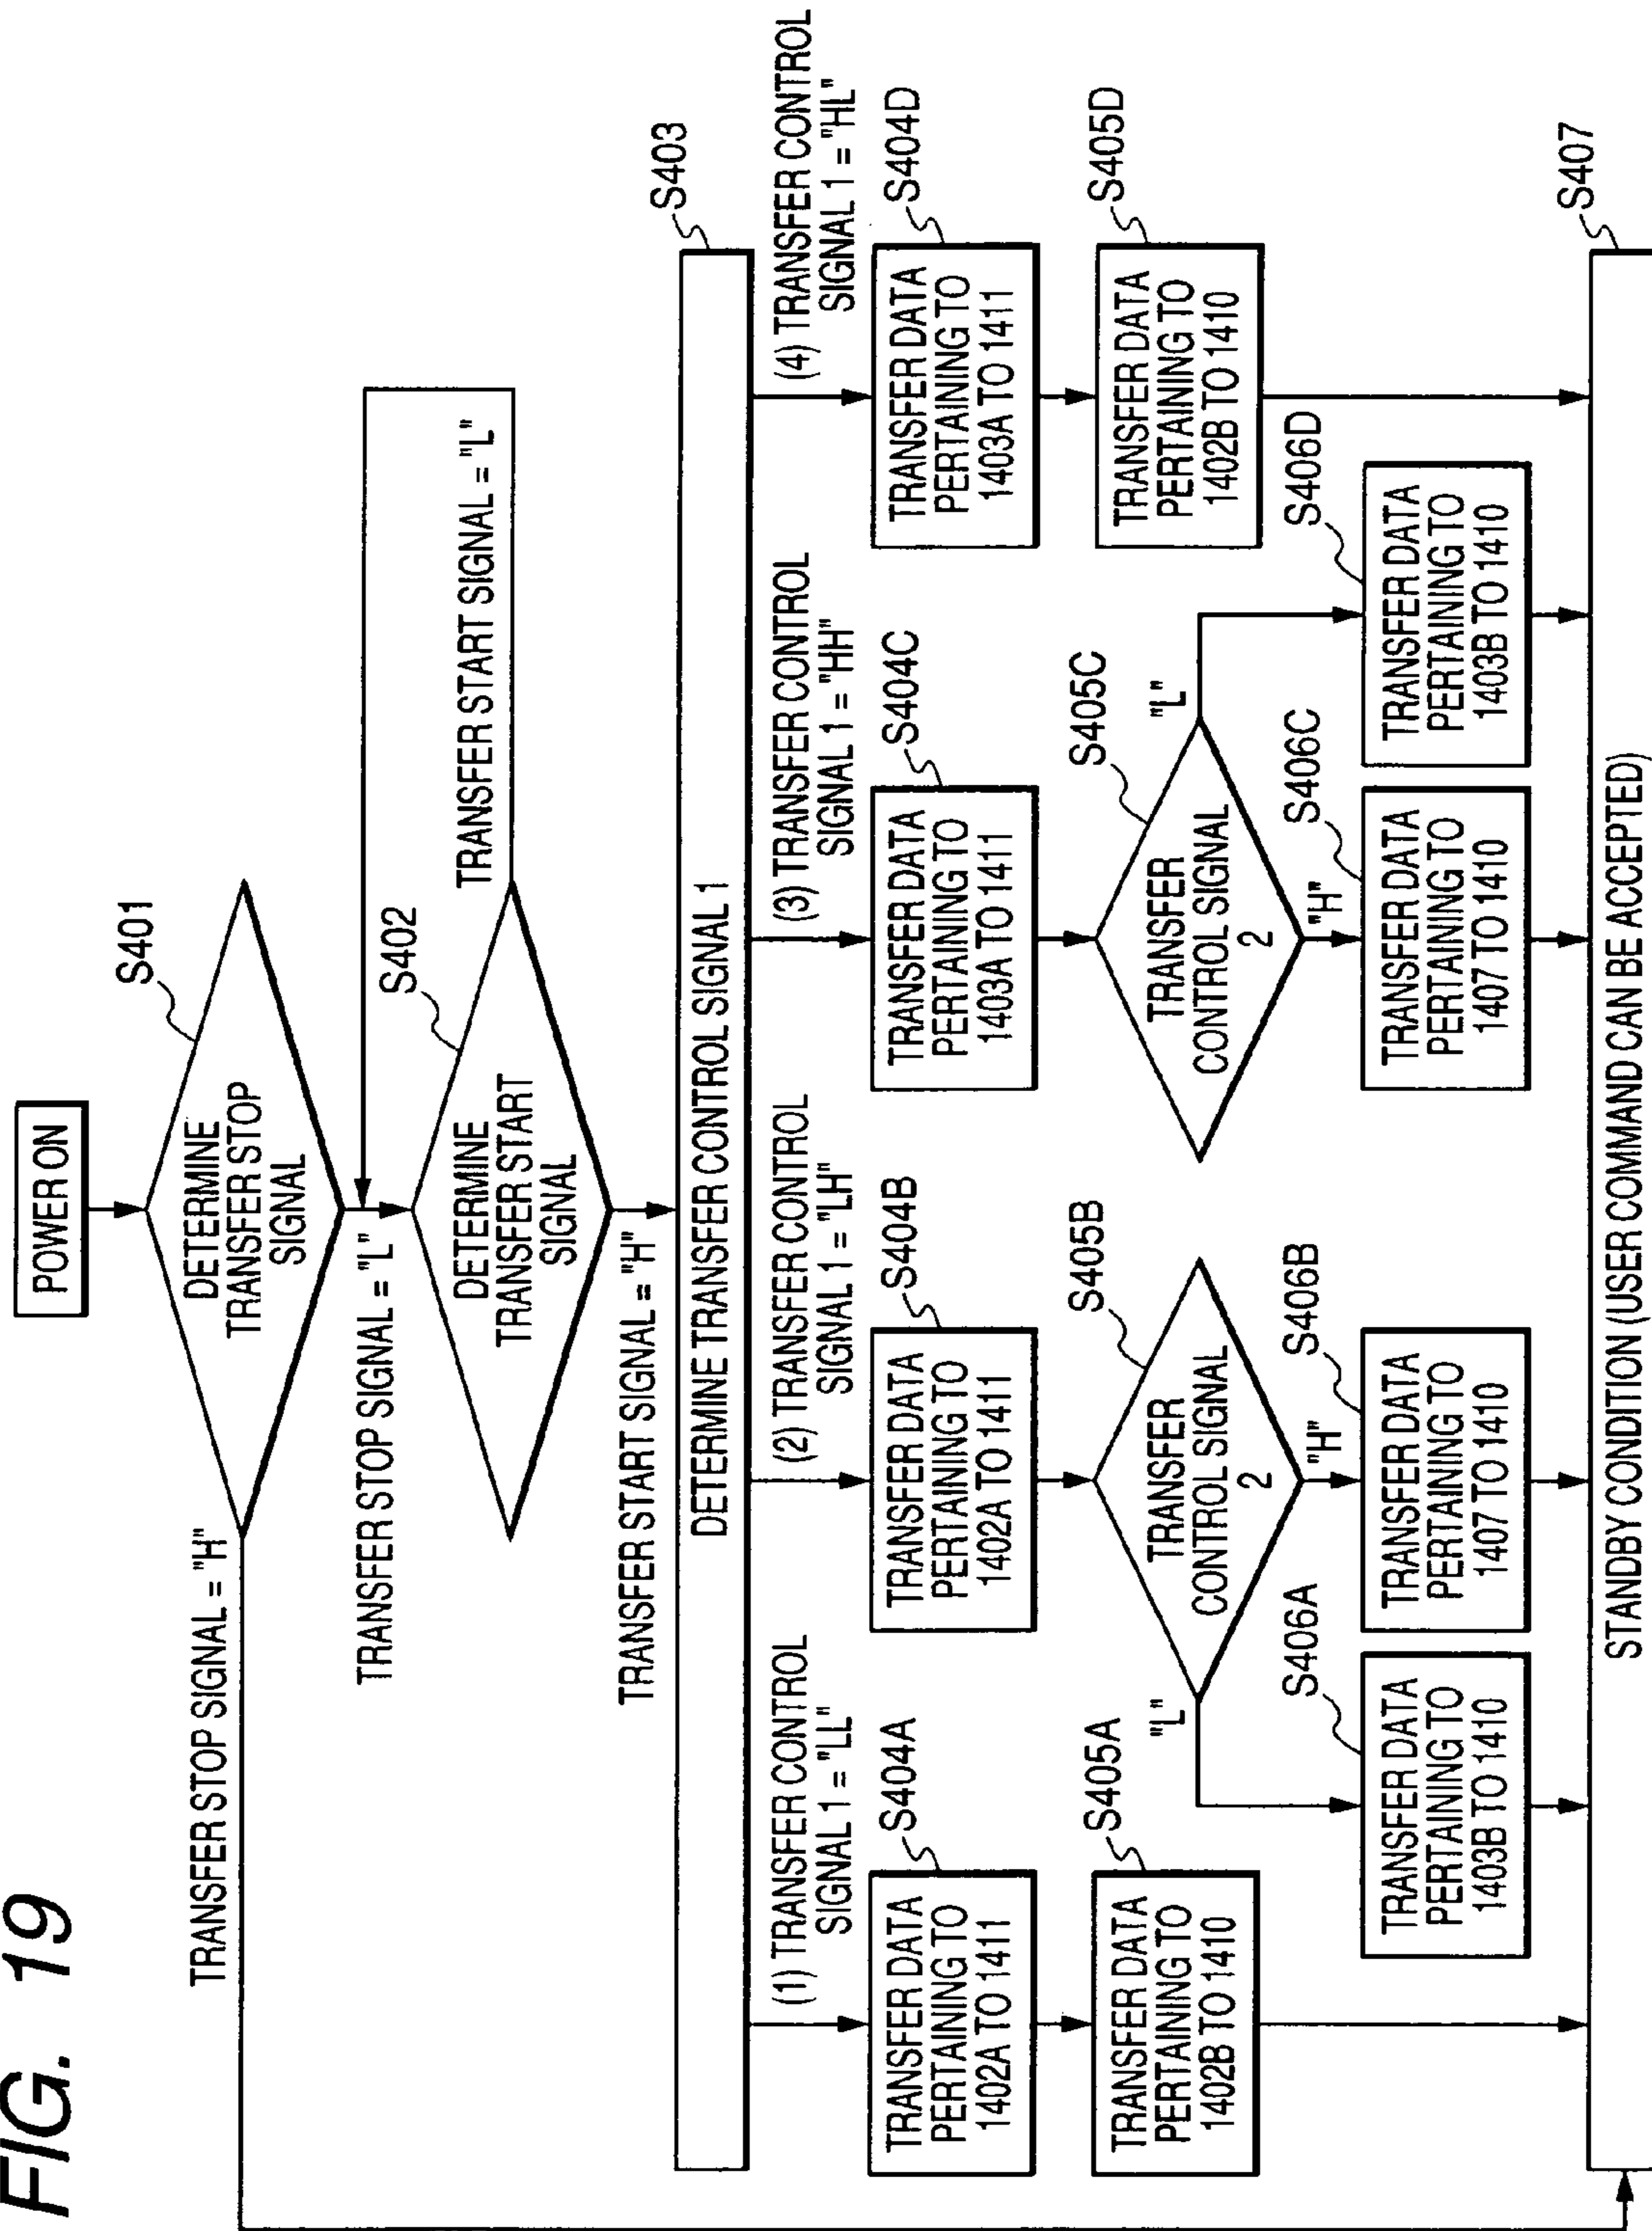 FIG. 19
POWER ON
S401
DETERMINE
TRANSFER STOP
SIGNAL
TRANSFER STOP SIGNAL = "H"
TRANSFER STOP SIGNAL = "L"
S402
DETERMINE
TRANSFER START
SIGNAL
TRANSFER START SIGNAL = "L"
TRANSFER START SIGNAL = "H"
S403
DETERMINE TRANSFER CONTROL SIGNAL 1
(1) TRANSFER CONTROL
SIGNAL 1 = "LL"
(2) TRANSFER CONTROL
SIGNAL 1 = "LH"
(3) TRANSFER CONTROL
SIGNAL 1 = "HH"
(4) TRANSFER CONTROL
SIGNAL 1 = "HL"
S404A
TRANSFER DATA
PERTAINING TO
1402A TO 1411
S404B
TRANSFER DATA
PERTAINING TO
1402A TO 1411
S404C
TRANSFER DATA
PERTAINING TO
1403A TO 1411
S404D
TRANSFER DATA
PERTAINING TO
1403A TO 1411
S405A
TRANSFER DATA
PERTAINING TO
1402B TO 1410
S405B
TRANSFER
CONTROL SIGNAL
2
"L"
"H"
S405C
TRANSFER
CONTROL SIGNAL
2
"L"
"H"
S405D
TRANSFER DATA
PERTAINING TO
1402B TO 1410
S406A
TRANSFER DATA
PERTAINING TO
1403B TO 1410
S406B
TRANSFER DATA
PERTAINING TO
1407 TO 1410
S406C
TRANSFER DATA
PERTAINING TO
1407 TO 1410
S406D
TRANSFER DATA
PERTAINING TO
1403B TO 1410
S407
STANDBY CONDITION (USER COMMAND CAN BE ACCEPTED)